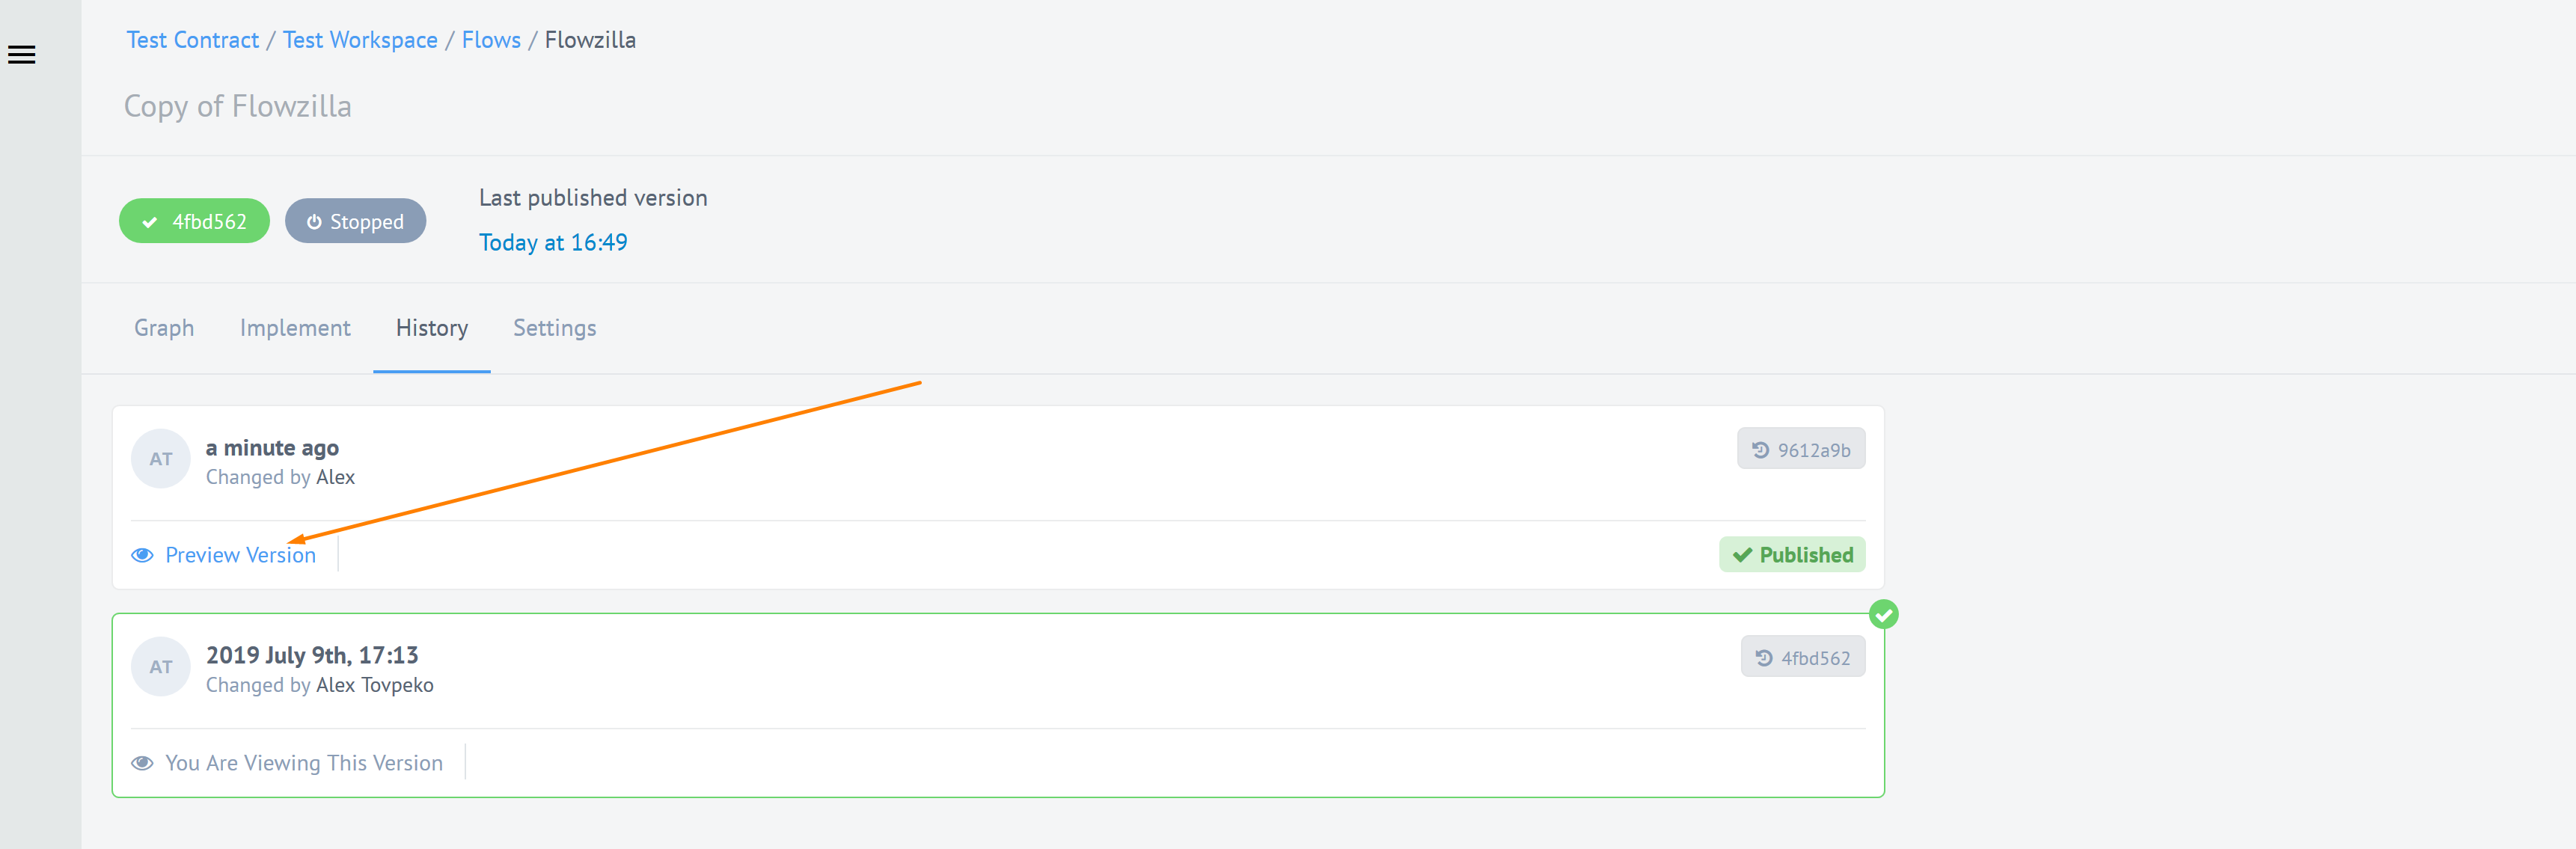 Test Contract / Test Workspace / Flows / Flowzilla
Copy of Flowzilla
4fbd562 Stopped Last published version
Today at 16:49
Graph Implement History Settings
AT a minute ago 9612a9b
Changed by Alex
Preview Version Published
AT 2019 July 9th, 17:13 4fbd562
Changed by Alex Tovpeko
You Are Viewing This Version